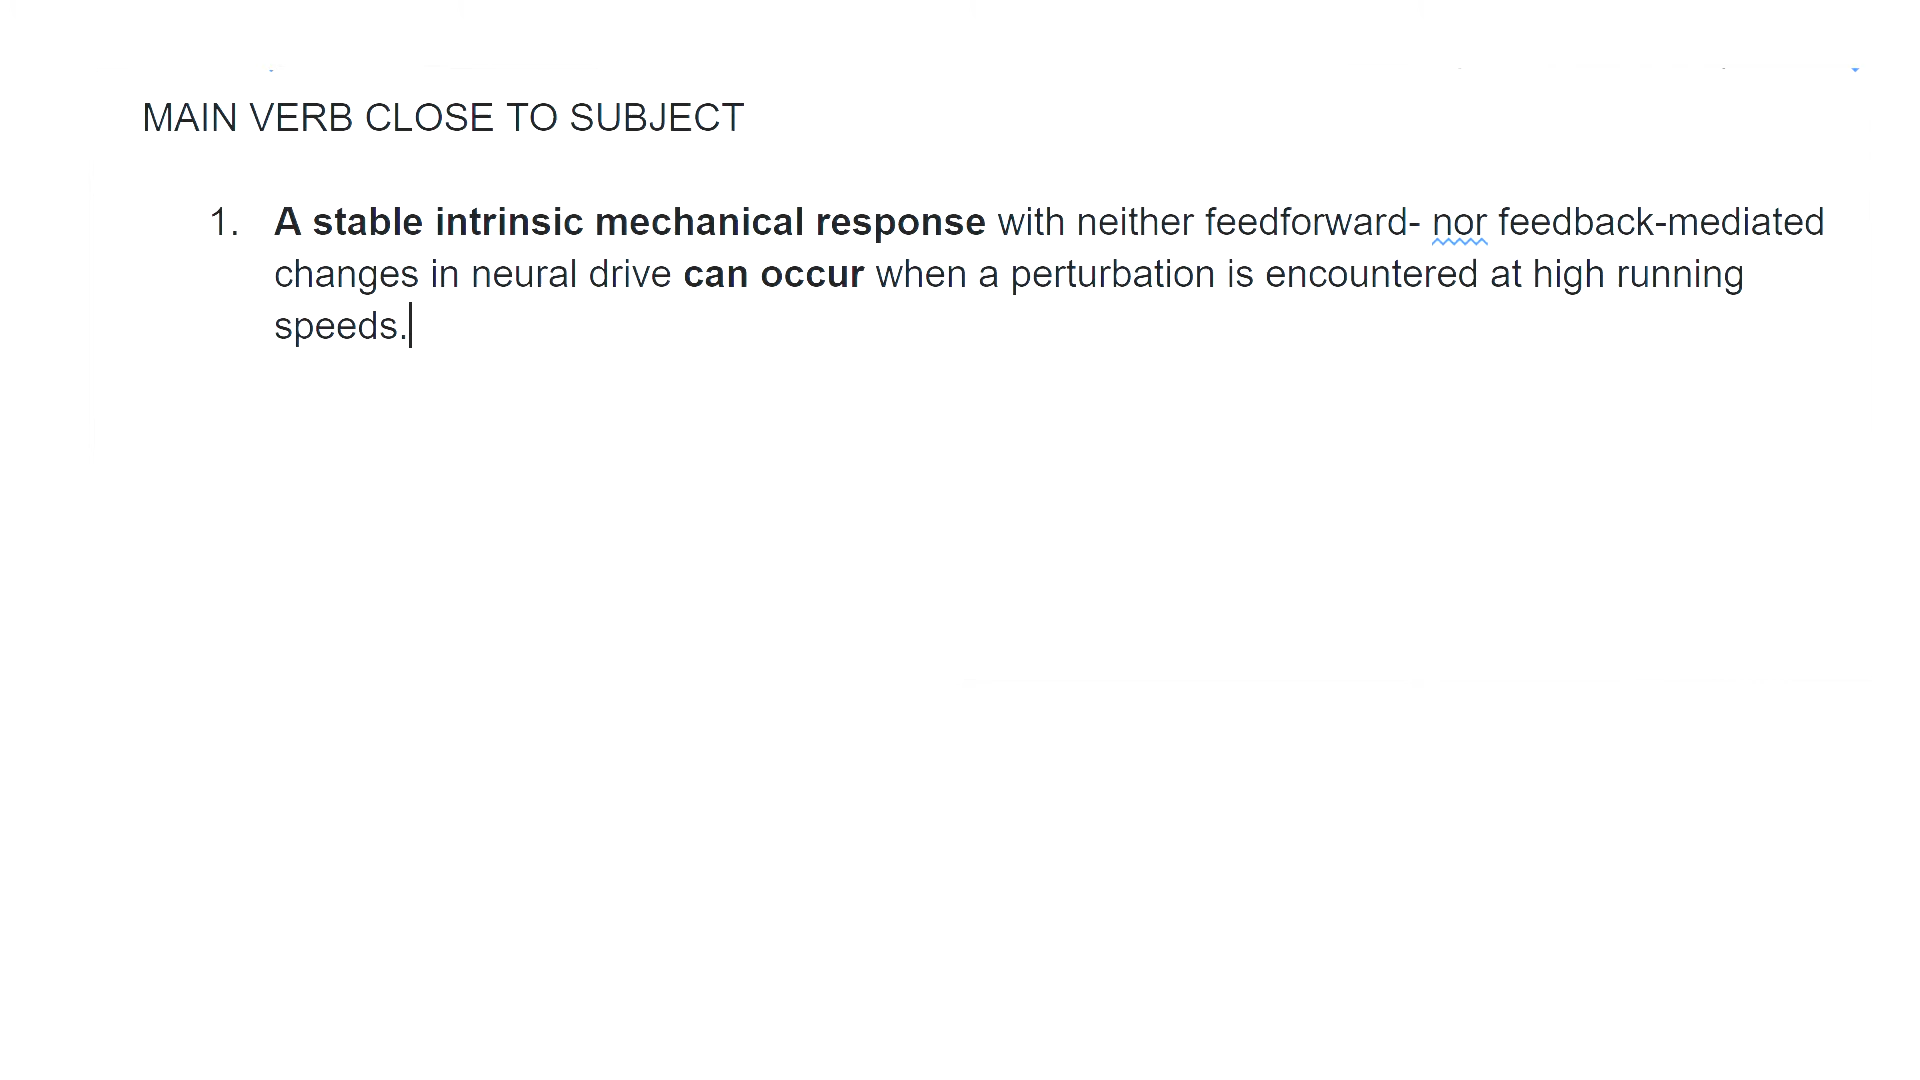 MAIN VERB CLOSE TO SUBJECT
1. A stable intrinsic mechanical response with neither feedforward- nor feedback-mediated
changes in neural drive can occur when a perturbation is encountered at high running
speeds.